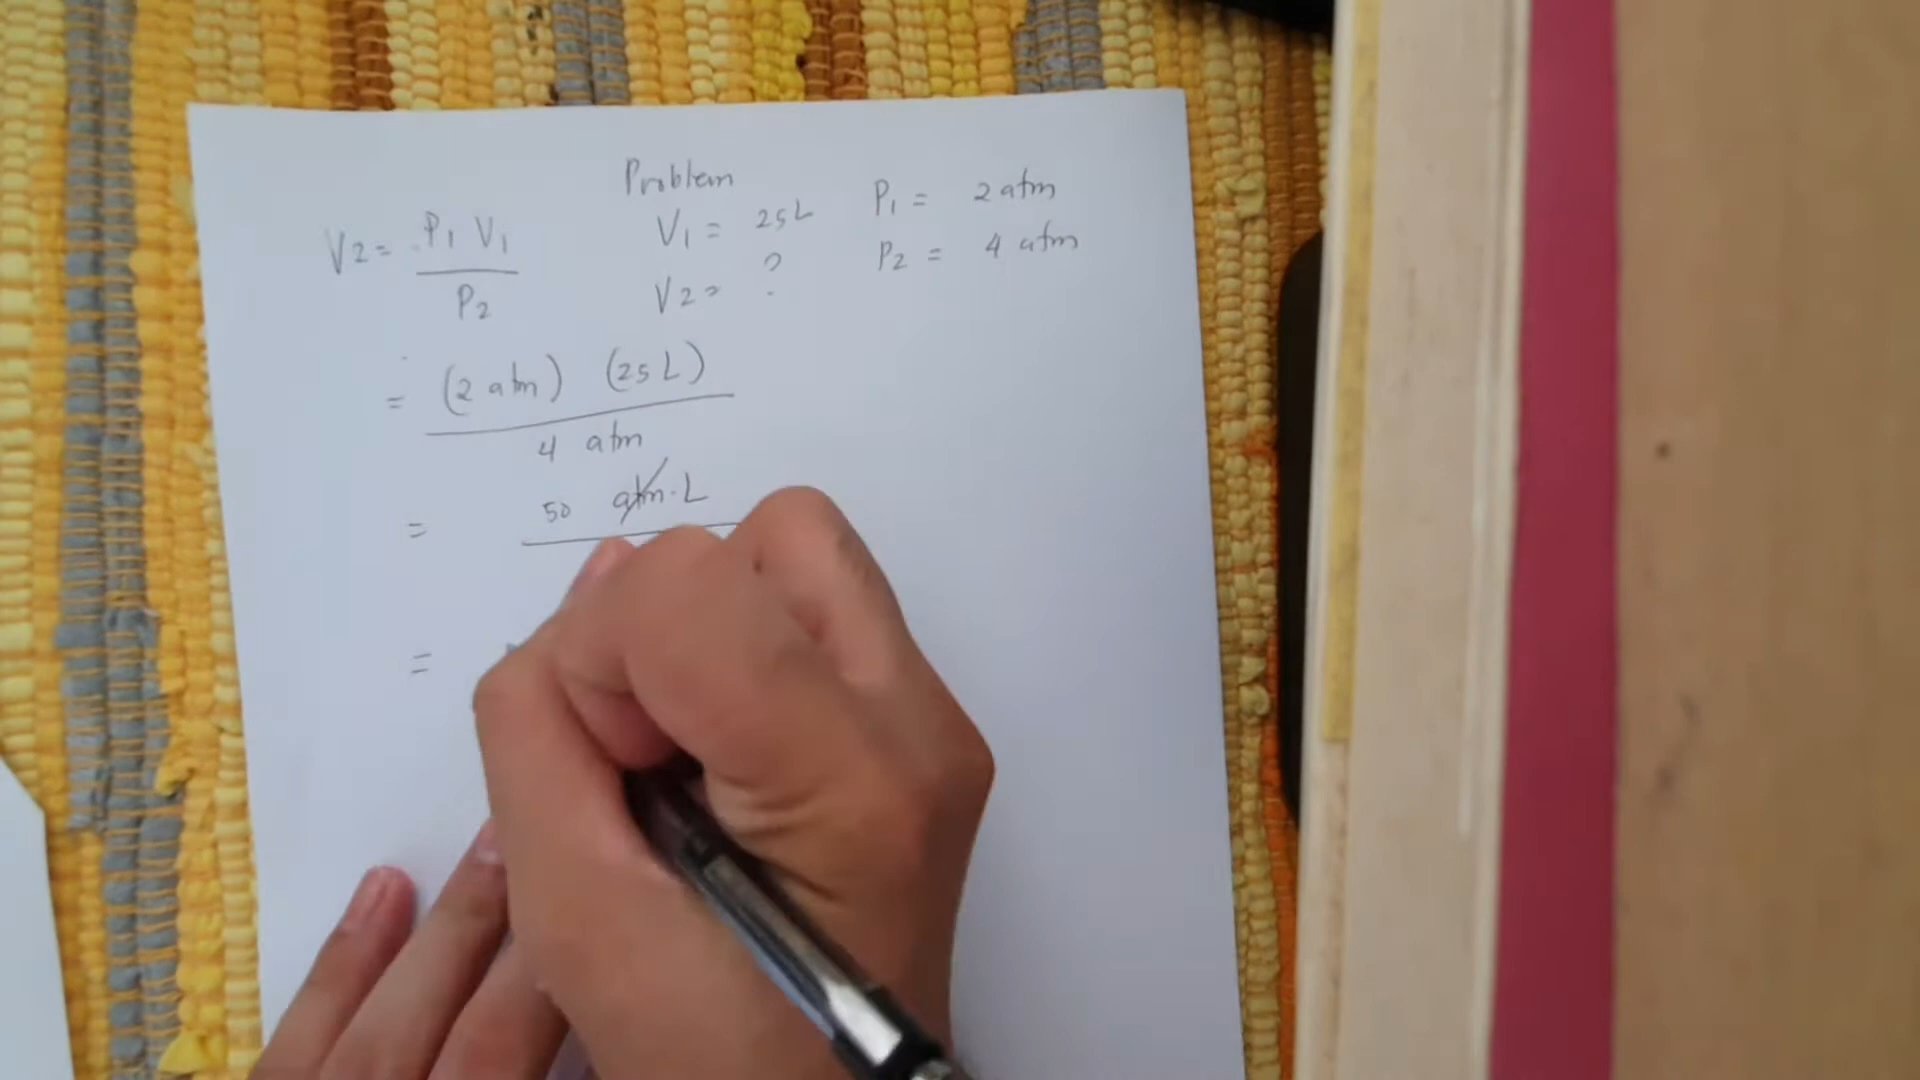 Problem
V1 = 25L P1 = 2 atm
V2 = ? P2 = 4 atm
V2 = P1 V1
P2
= (2 atm) (25 L)
4 atm
= 50 atm·L
=